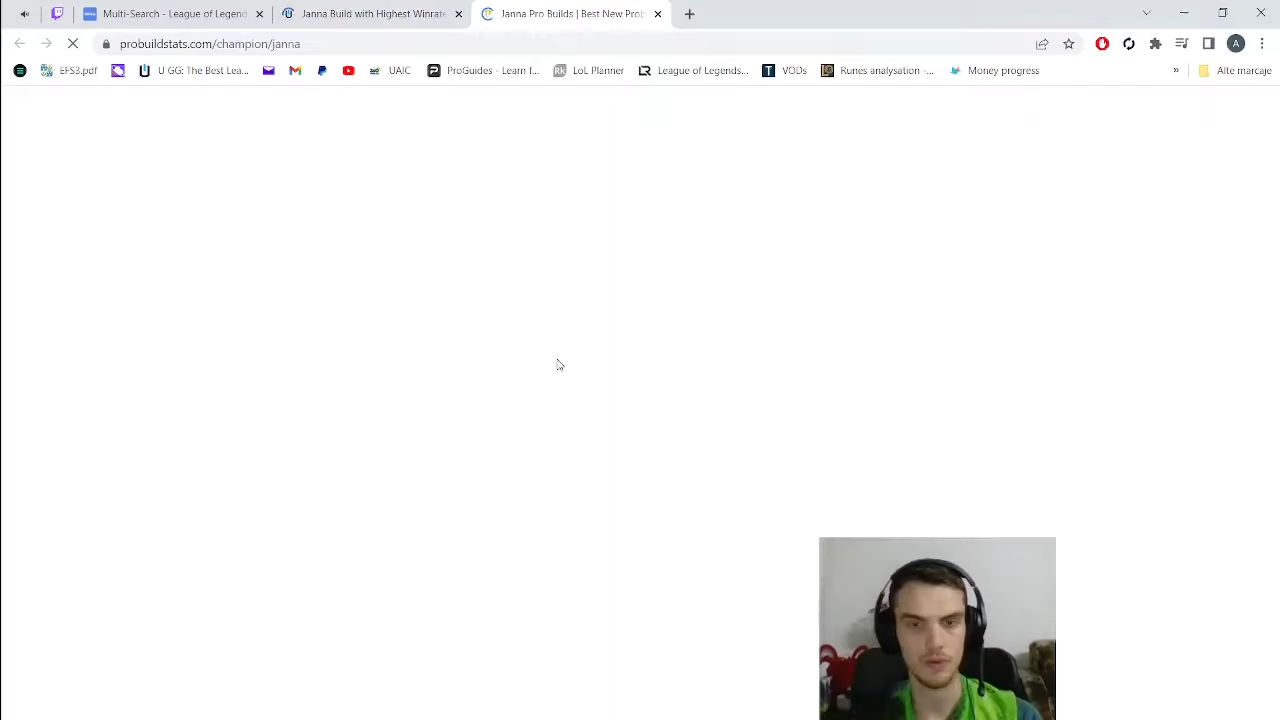 Multi-Search - League of Legend
Janna Build with Highest Winrate
Janna Pro Builds | Best New Prob
probuildstats.com/champion/janna
A
EFS3.pdf
U GG: The Best Lea...
UAIC
ProGuides - Learn f...
LoL Planner
League of Legends...
VODs
Runes analysation -...
Money progress
»
Alte marcaje